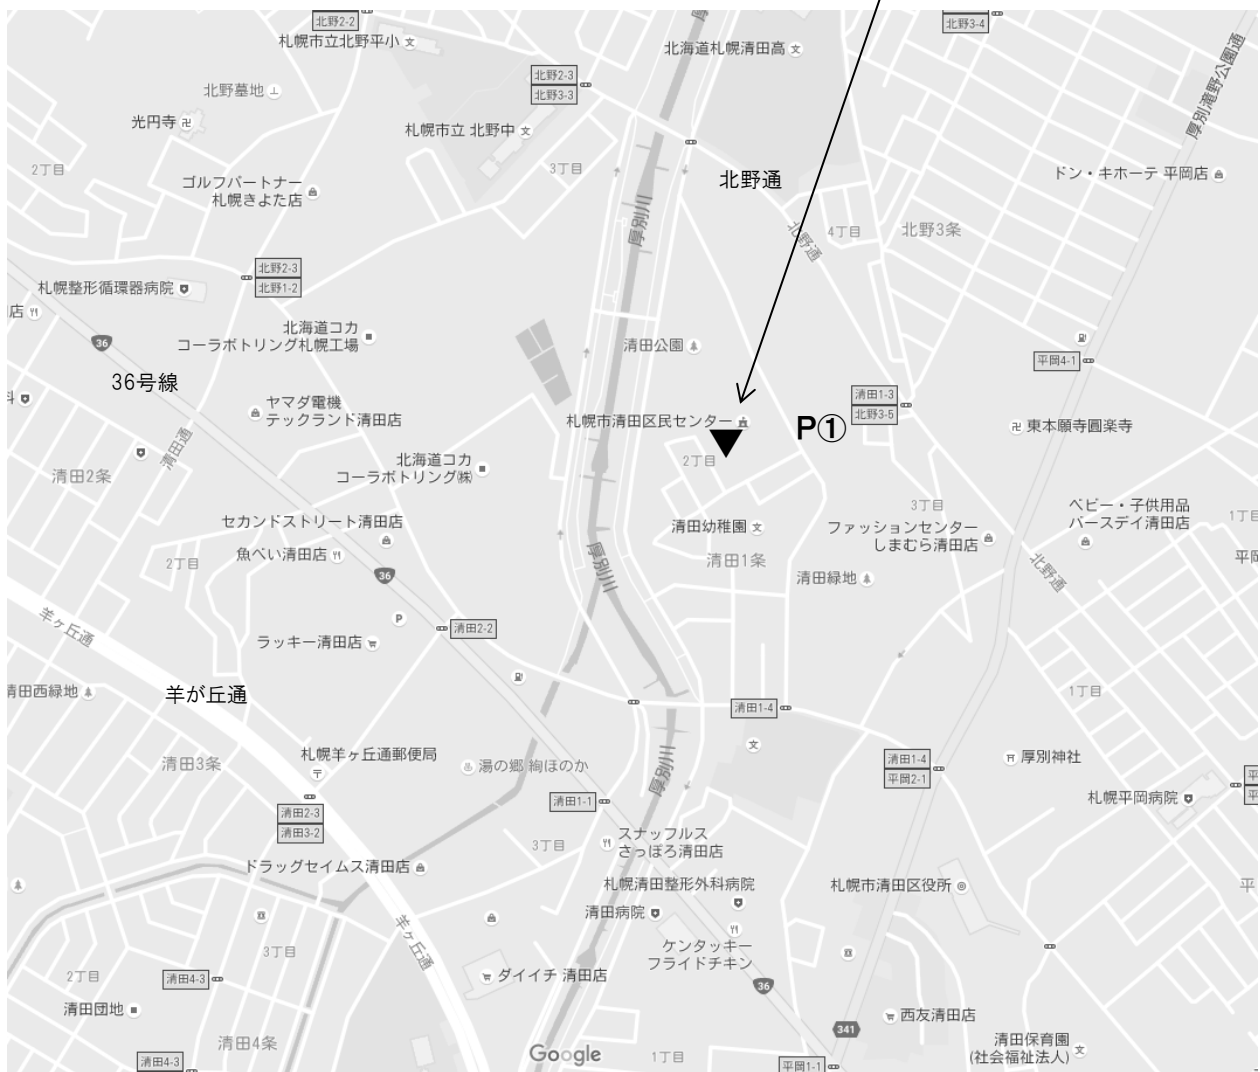 北野2-2
札幌市立北野平小
厚
北海道札幌清田高
北野3-4
厚別滝野公園通
北野2-3
北野3-3
北野墓地
光円寺
札幌市立 北野中
2丁目
3丁目
ゴルフパートナー
札幌きよた店
北野通
ドン・キホーテ 平岡店
厚別川
北野通
4丁目
北野3条
北野2-3
北野1-2
札幌整形循環器病院
店
北海道コカ
コーラボトリング札幌工場
36
清田公園
平岡4-1
36号線
科
ヤマダ電機
テックランド清田店
清田通
札幌市清田区民センター
P①
清田1-3
北野3-5
東本願寺圓楽寺
北海道コカ
コーラボトリング㈱
2丁目
清田2条
セカンドストリート清田店
魚べい清田店
2丁目
36
清田幼稚園
3丁目
ファッションセンター
しまむら清田店
ベビー・子供用品
バースデイ清田店
1丁目
平岡
厚別川
清田1条
清田緑地
北野通
羊ヶ丘通
P
清田2-2
ラッキー清田店
清田西緑地
羊が丘通
清田1-4
1丁目
清田3条
札幌羊ヶ丘通郵便局
湯の郷 絢ほのか
厚別川
清田1-4
平岡2-1
厚別神社
清田2-3
清田3-2
清田1-1
札幌平岡病院
平
平
3丁目
スナッフルス
さっぽろ清田店
ドラッグセイムス清田店
札幌清田整形外科病院
札幌市清田区役所
平
清田病院
羊ヶ丘通
3丁目
ケンタッキー
フライドチキン
2丁目
清田4-3
ダイイチ 清田店
36
清田団地
341
西友清田店
清田4条
清田保育園
(社会福祉法人)
Google
1丁目
清田4-3
平岡1-1